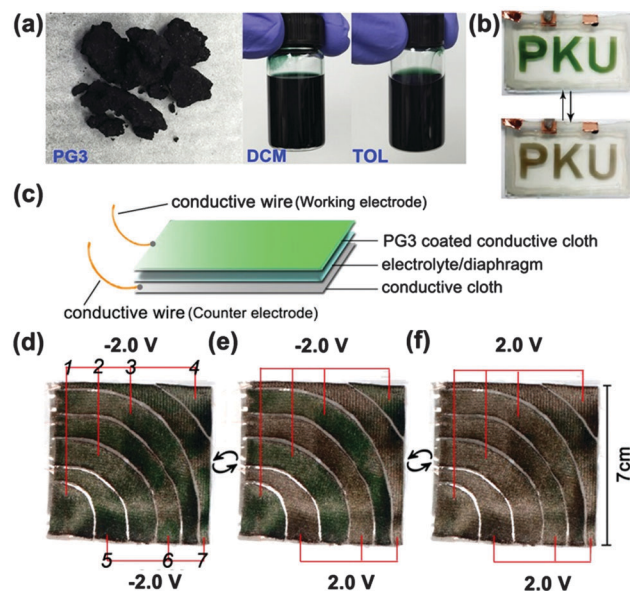 (a)
PG3
DCM
TOL
(b)
PKU
PKU
(c)
conductive wire (Working electrode)
PG3 coated conductive cloth
electrolyte/diaphragm
conductive cloth
conductive wire (Counter electrode)
(d)
-2.0 V
(e)
-2.0 V
(f)
2.0 V
1
2
3
4
5
6
7
-2.0 V
2.0 V
2.0 V
7cm